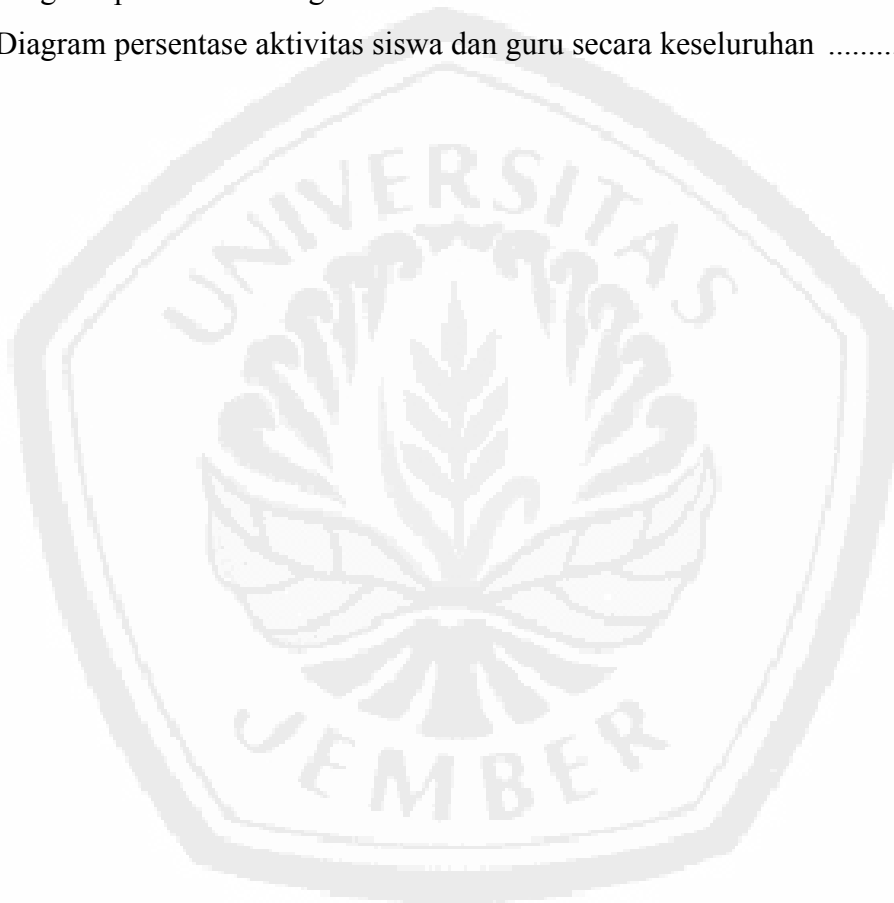 Diagram persentase aktivitas siswa dan guru secara keseluruhan .........
UNIVERSITAS
JEMBER